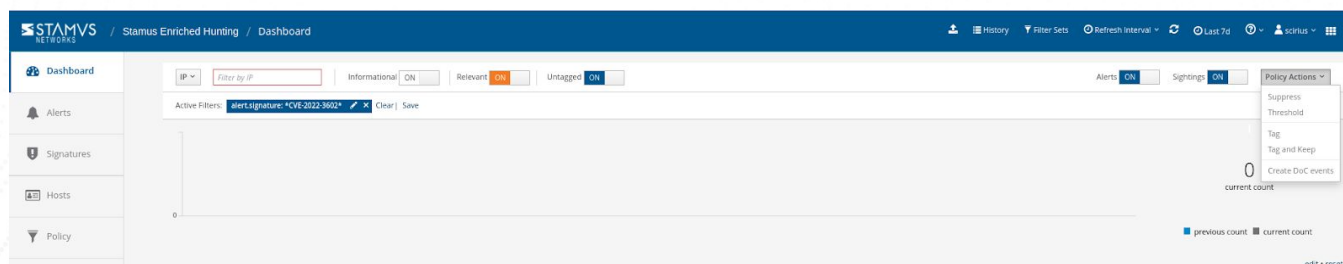 STAMVS NETWORKS / Stamus Enriched Hunting / Dashboard
History Filter Sets Refresh Interval Last 7d scirius
Dashboard
IP Filter by IP Informational ON Relevant ON Untagged ON Alerts ON Sightings ON Policy Actions
Active Filters: alert.signature: *CVE-2022-3602* Clear | Save
Suppress
Alerts
Threshold
Tag
Signatures
Tag and Keep
0
Create DoC events
current count
Hosts
0
Policy
previous count current count
edit • reset